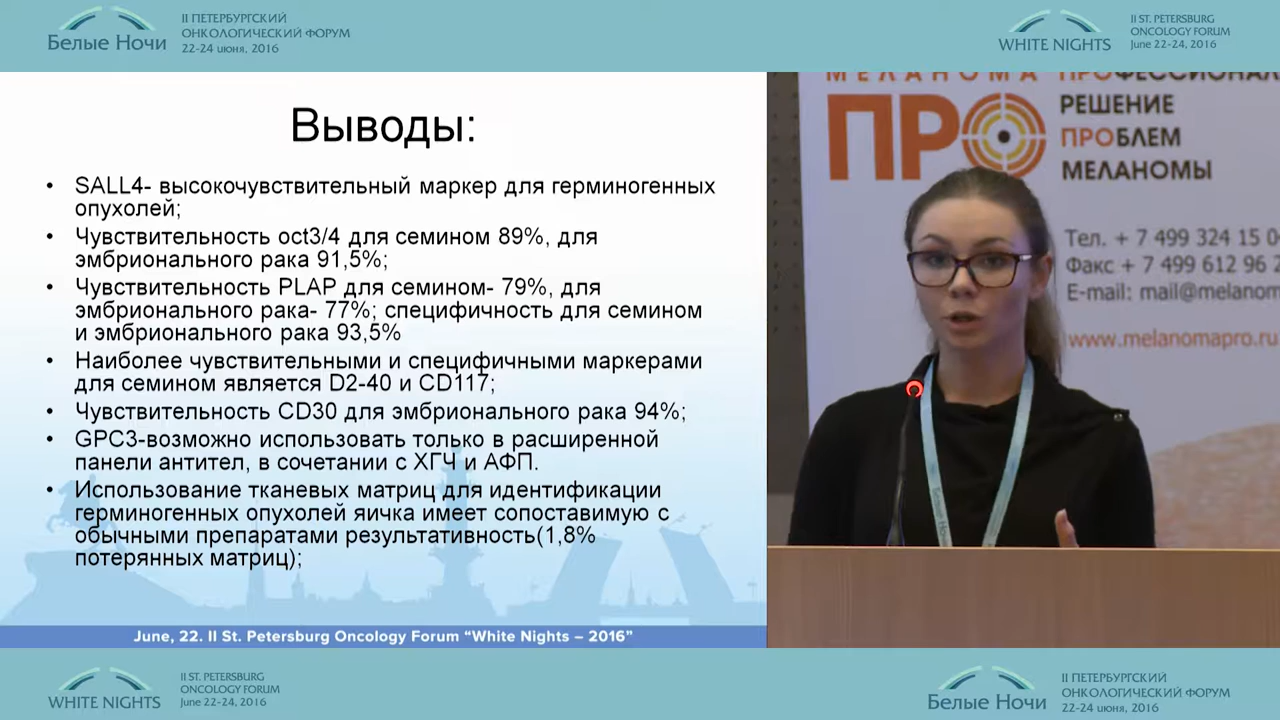 Белые Ночи
II ПЕТЕРБУРГСКИЙ
ОНКОЛОГИЧЕСКИЙ ФОРУМ
22-24 июня, 2016
WHITE NIGHTS
II ST. PETERSBURG
ONCOLOGY FORUM
June 22-24, 2016
Выводы:
• SALL4- высокочувствительный маркер для герминогенных
опухолей;
• Чувствительность oct3/4 для семином 89%, для
эмбрионального рака 91,5%;
• Чувствительность PLAP для семином- 79%, для
эмбрионального рака- 77%; специфичность для семином
и эмбрионального рака 93,5%
• Наиболее чувствительными и специфичными маркерами
для семином является D2-40 и CD117;
• Чувствительность CD30 для эмбрионального рака 94%;
• GPC3-возможно использовать только в расширенной
панели антител, в сочетании с ХГЧ и АФП.
• Использование тканевых матриц для идентификации
герминогенных опухолей яичка имеет сопоставимую с
обычными препаратами результативность(1,8%
потерянных матриц);
June, 22. II St. Petersburg Oncology Forum “White Nights – 2016”
МЕЛАНОМА
ПРО
ПРОФЕССИОНАЛ
РЕШЕНИЕ
ПРОБЛЕМ
МЕЛАНОМЫ
Тел. + 7 499 324 15 0
Факс + 7 499 612 96 2
E-mail: mail@melanom
www.melanomapro.ru
Белые Ночи
WHITE NIGHTS
II ST. PETERSBURG
ONCOLOGY FORUM
June 22-24, 2016
Белые Ночи
II ПЕТЕРБУРГСКИЙ
ОНКОЛОГИЧЕСКИЙ ФОРУМ
22-24 июня, 2016